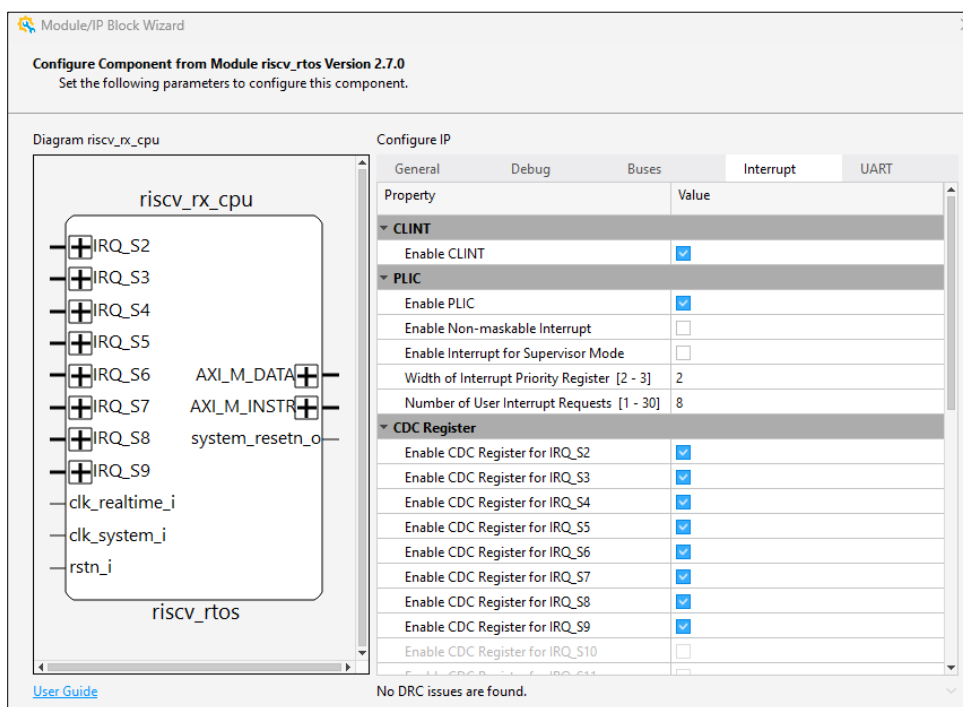 Module/IP Block Wizard
Configure Component from Module riscv_rtos Version 2.7.0
Set the following parameters to configure this component.
Diagram riscv_rx_cpu
riscv_rx_cpu
IRQ_S2
IRQ_S3
IRQ_S4
IRQ_S5
IRQ_S6 AXI_M_DATA
IRQ_S7 AXI_M_INSTR
IRQ_S8 system_resetn_o
IRQ_S9
clk_realtime_i
clk_system_i
rstn_i
riscv_rtos
User Guide
Configure IP
General Debug Buses Interrupt UART
Property Value
CLINT
Enable CLINT
PLIC
Enable PLIC
Enable Non-maskable Interrupt
Enable Interrupt for Supervisor Mode
Width of Interrupt Priority Register [2 - 3] 2
Number of User Interrupt Requests [1 - 30] 8
CDC Register
Enable CDC Register for IRQ_S2
Enable CDC Register for IRQ_S3
Enable CDC Register for IRQ_S4
Enable CDC Register for IRQ_S5
Enable CDC Register for IRQ_S6
Enable CDC Register for IRQ_S7
Enable CDC Register for IRQ_S8
Enable CDC Register for IRQ_S9
Enable CDC Register for IRQ_S10
No DRC issues are found.